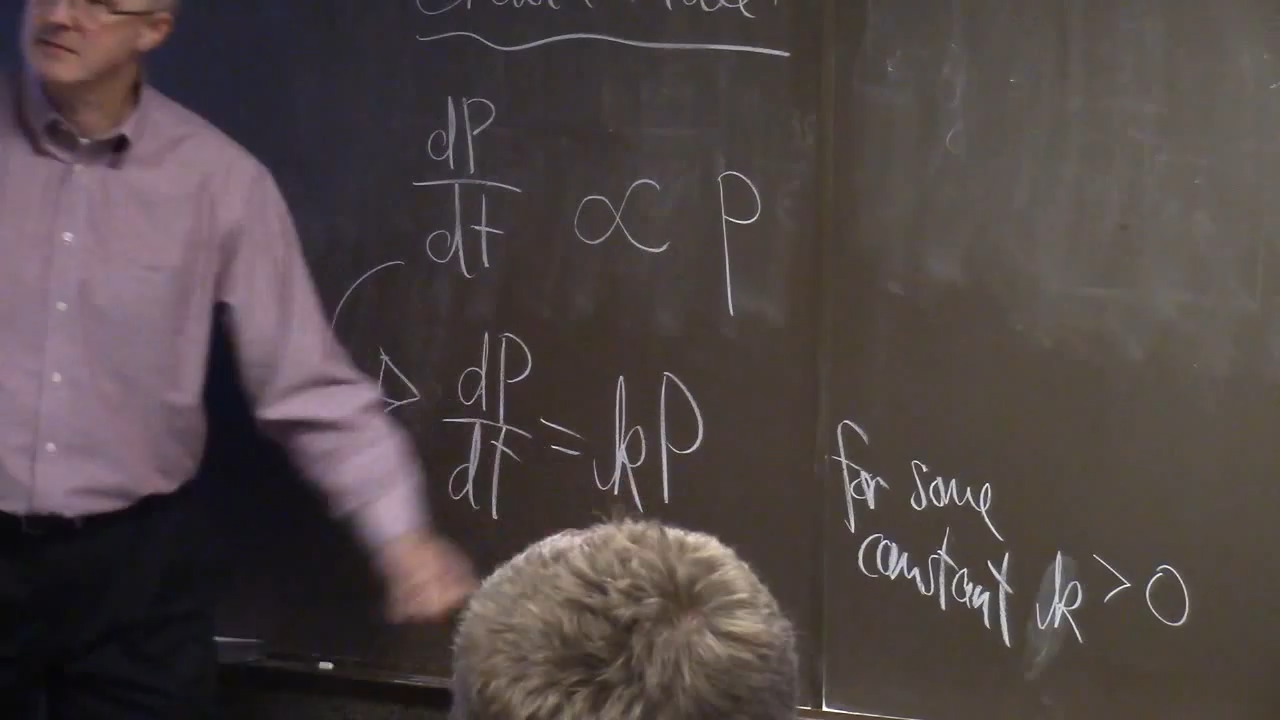 dP/dt ∝ P
dP/dt = kP
for some
constant k > 0